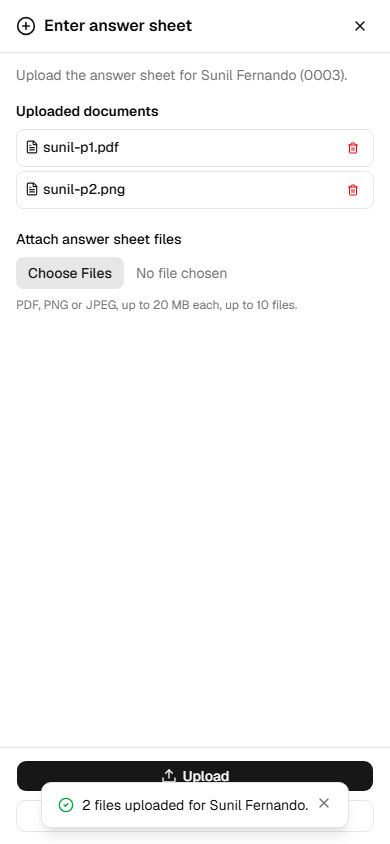 Enter answer sheet
Upload the answer sheet for Sunil Fernando (0003).
Uploaded documents
sunil-p1.pdf
sunil-p2.png
Attach answer sheet files
Choose Files No file chosen
PDF, PNG or JPEG, up to 20 MB each, up to 10 files.
Upload
2 files uploaded for Sunil Fernando.